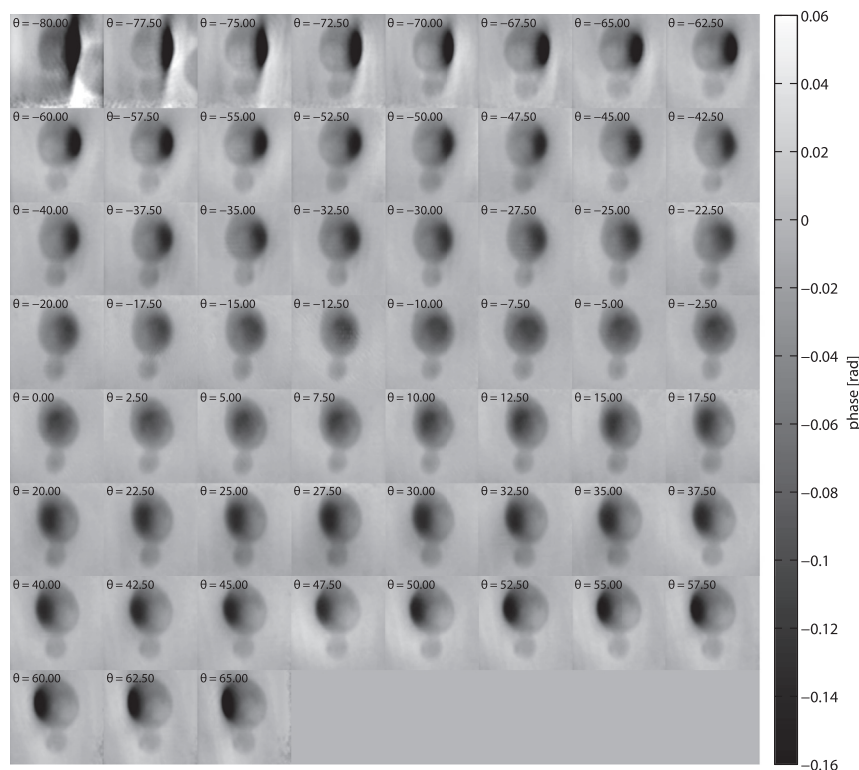 θ = −80.00 θ = −77.50 θ = −75.00 θ = −72.50 θ = −70.00 θ = −67.50 θ = −65.00 θ = −62.50
θ = −60.00 θ= −57.50 θ = −55.00 θ = −52.50 θ = −50.00 θ = −47.50 θ = −45.00 θ = −42.50
θ = −40.00 θ = −37.50 θ = −35.00 θ = −32.50 θ = −30.00 θ = −27.50 θ = −25.00 θ = −22.50
θ = −20.00 θ = −17.50 θ = −15.00 θ = −12.50 θ = −10.00 θ = −7.50 θ = −5.00 θ = −2.50
θ = 0.00 θ = 2.50 θ = 5.00 θ = 7.50 θ = 10.00 θ = 12.50 θ = 15.00 θ = 17.50
θ = 20.00 θ = 22.50 θ = 25.00 θ = 27.50 θ = 30.00 θ = 32.50 θ = 35.00 θ = 37.50
θ = 40.00 θ = 42.50 θ = 45.00 θ = 47.50 θ = 50.00 θ = 52.50 θ = 55.00 θ = 57.50
θ = 60.00 θ = 62.50 θ = 65.00
0.06
0.04
0.02
0
−0.02
−0.04
−0.06
−0.08
−0.1
−0.12
−0.14
−0.16
phase [rad]